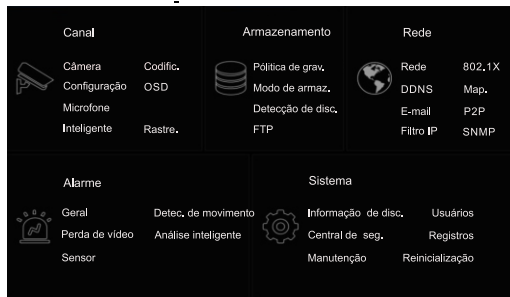 Canal
Câmera Codific.
Configuração OSD
Microfone
Inteligente Rastre.
Armazenamento
Pólitica de grav.
Modo de armaz.
Detecção de disc.
FTP
Rede
Rede 802.1X
DDNS Map.
E-mail P2P
Filtro IP SNMP
Alarme
Geral Detec. de movimento
Perda de vídeo Análise inteligente
Sensor
Sistema
Informação de disc. Usuários
Central de seg. Registros
Manutenção Reinicialização